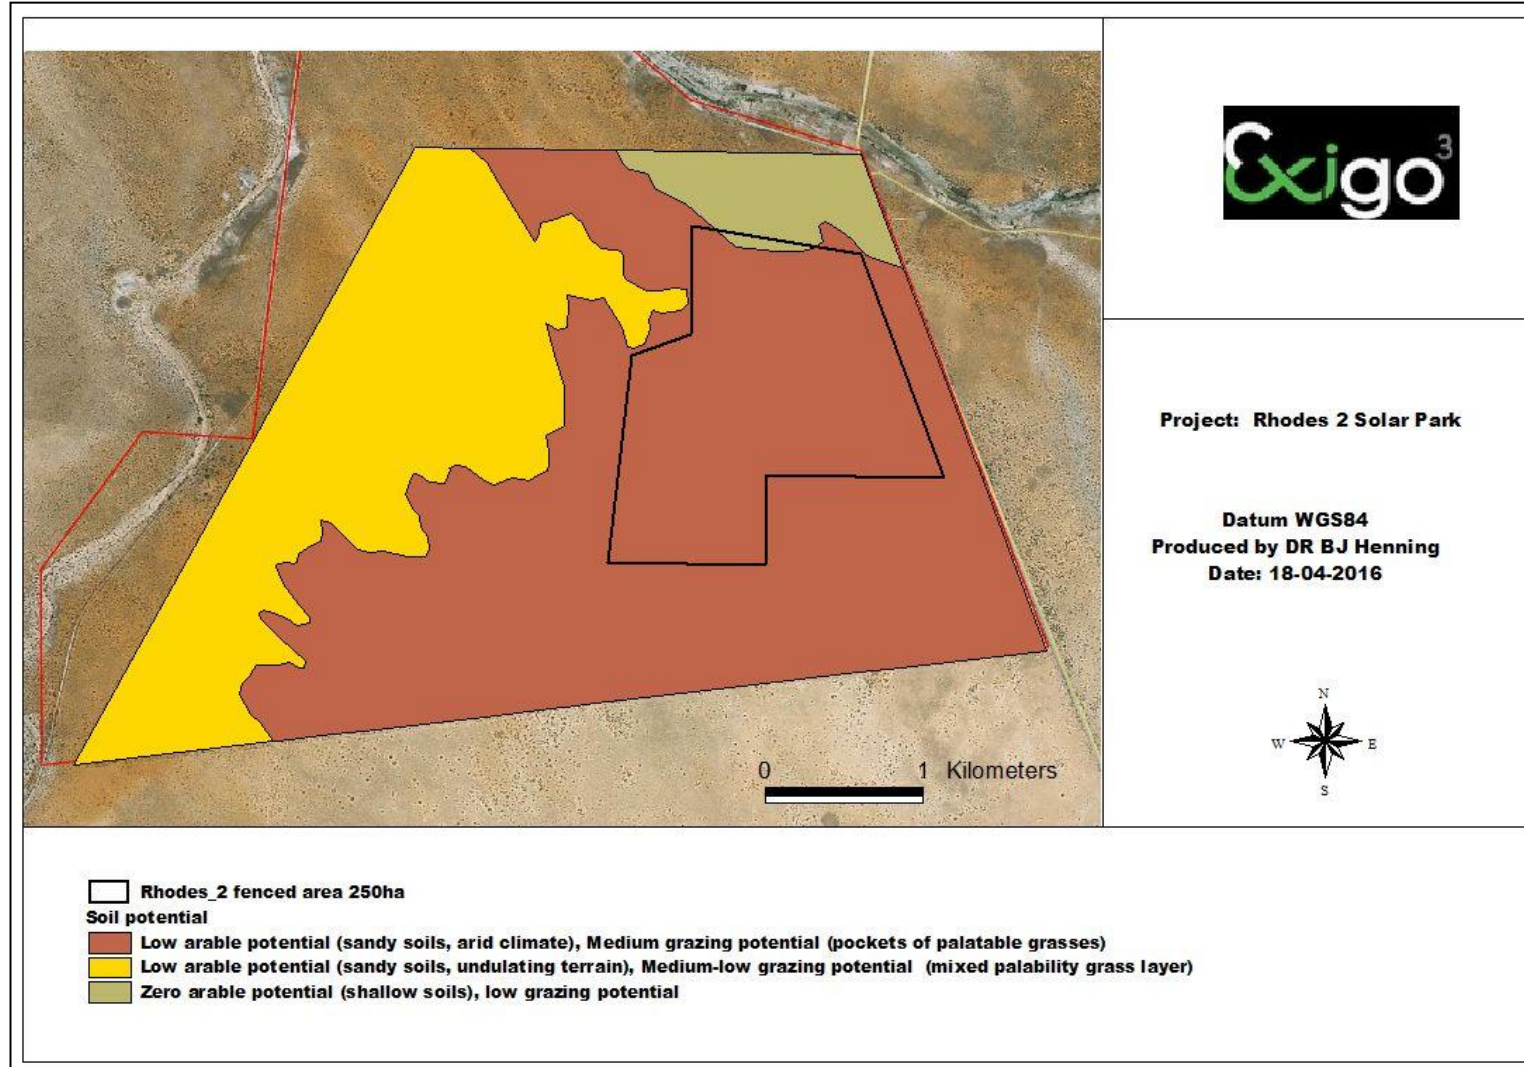 Exigo3
Project: Rhodes 2 Solar Park
Datum WGS84
Produced by DR BJ Henning
Date: 18-04-2016
N
W E
S
0 1 Kilometers
Rhodes_2 fenced area 250ha
Soil potential
Low arable potential (sandy soils, arid climate), Medium grazing potential (pockets of palatable grasses)
Low arable potential (sandy soils, undulating terrain), Medium-low grazing potential (mixed palability grass layer)
Zero arable potential (shallow soils), low grazing potential